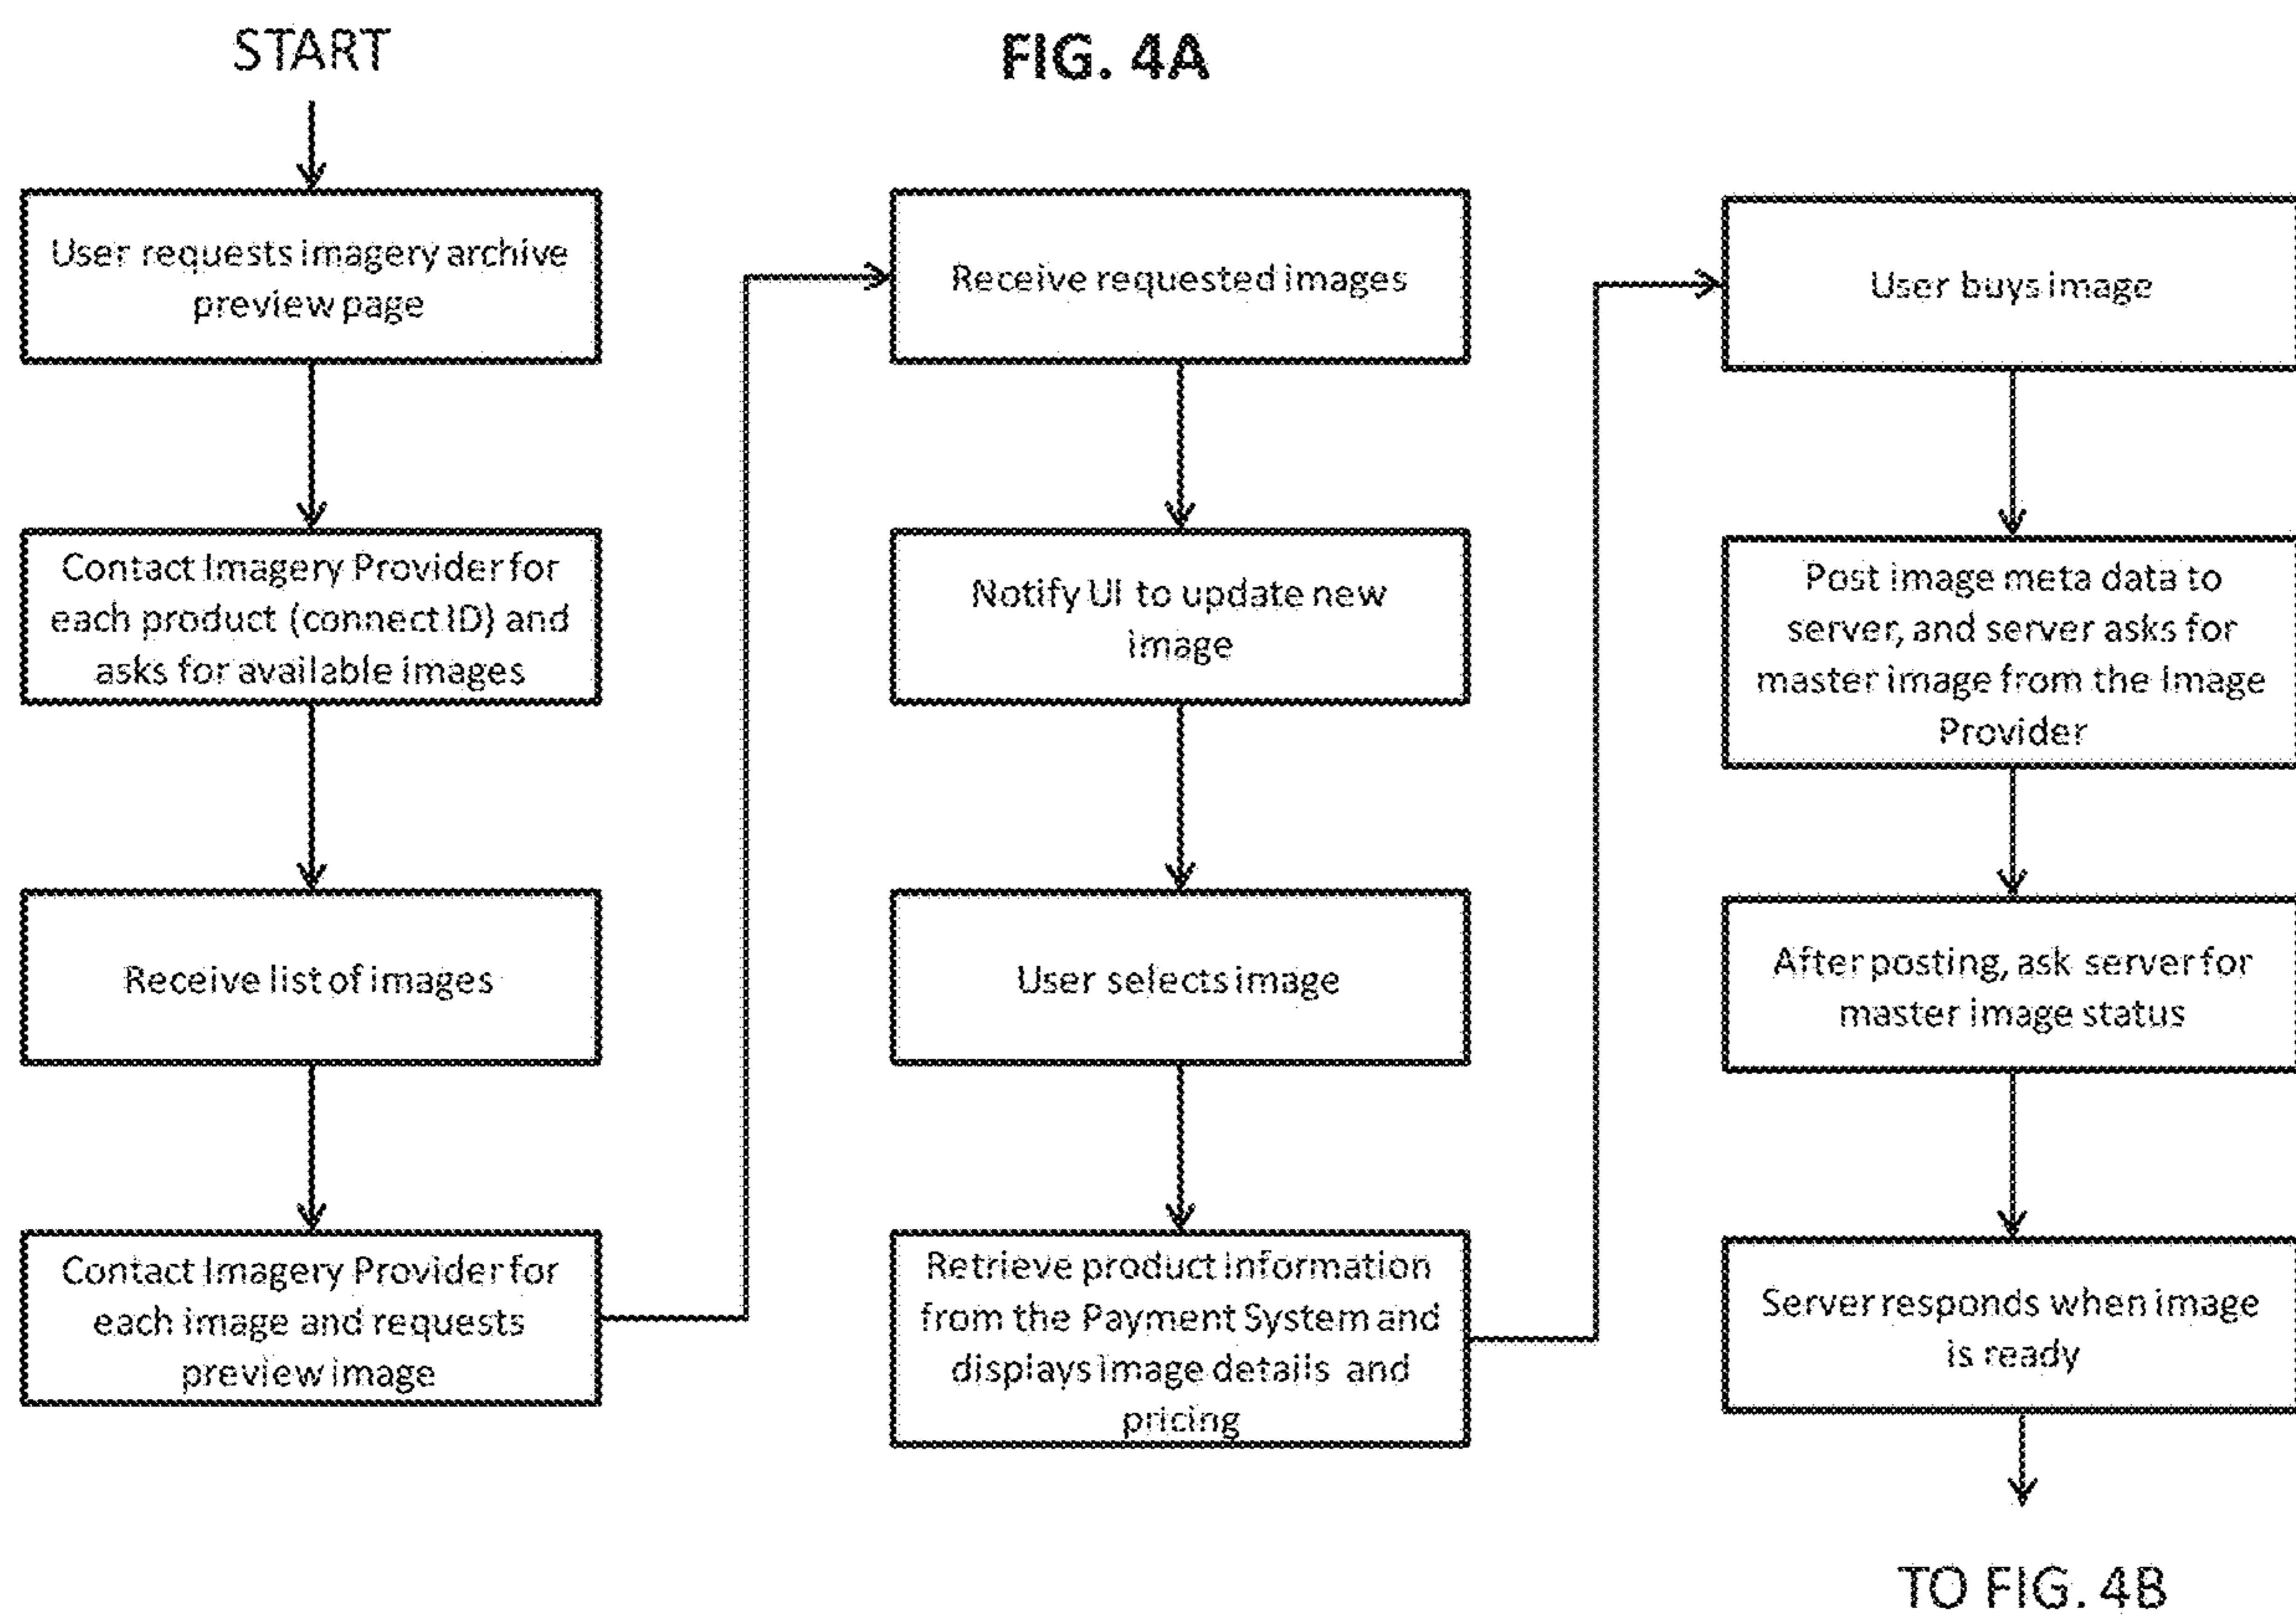 START
FIG. 4A
User requests imagery archive
preview page
Contact Imagery Provider for
each product (connect ID) and
asks for available images
Receive list of images
Contact Imagery Provider for
each image and requests
preview image
Receive requested images
Notify UI to update new
image
User selects image
Retrieve product information
from the Payment System and
displays image details and
pricing
User buys image
Post image meta data to
server, and server asks for
master image from the Image
Provider
After posting, ask server for
master image status
Server responds when image
is ready
TO FIG. 4B